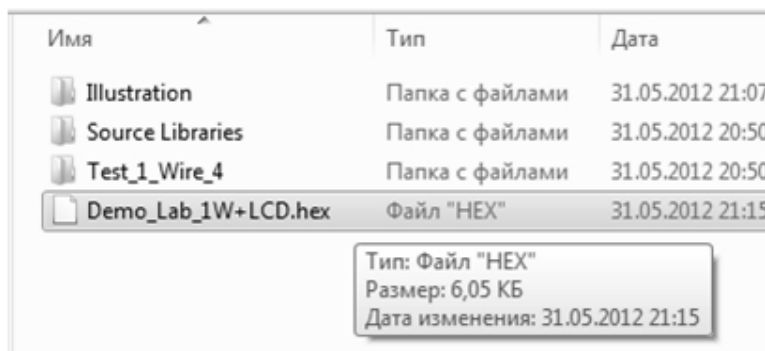 Имя Тип Дата
Illustration Папка с файлами 31.05.2012 21:07
Source Libraries Папка с файлами 31.05.2012 20:50
Test_1_Wire_4 Папка с файлами 31.05.2012 20:50
Demo_Lab_1W+LCD.hex Файл "HEX" 31.05.2012 21:15
Тип: Файл "HEX"
Размер: 6,05 КБ
Дата изменения: 31.05.2012 21:15